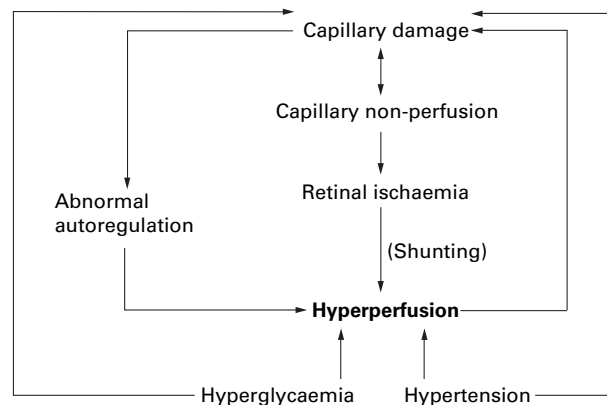 Capillary damage
Capillary non-perfusion
Retinal ischaemia
Abnormal
autoregulation
(Shunting)
Hyperperfusion
Hyperglycaemia
Hypertension